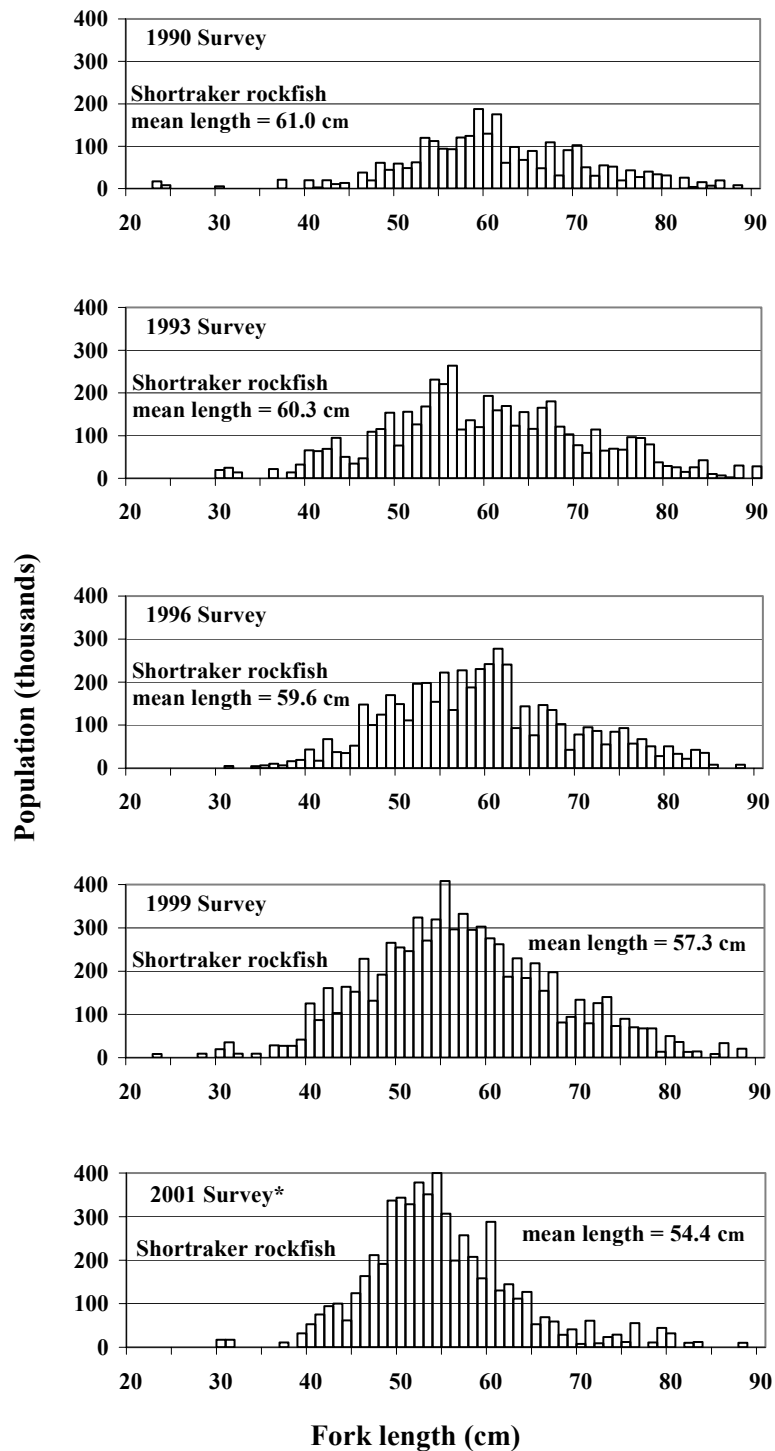 400
1990 Survey
300
Shortraker rockfish
200
mean length = 61.0 cm
100
0
20 30 40 50 60 70 80 90
400
1993 Survey
300
Shortraker rockfish
200
mean length = 60.3 cm
100
0
20 30 40 50 60 70 80 90
Population (thousands)
400
1996 Survey
300
Shortraker rockfish
200
mean length = 59.6 cm
100
0
20 30 40 50 60 70 80 90
400
1999 Survey
300
mean length = 57.3 cm
Shortraker rockfish
200
100
0
20 30 40 50 60 70 80 90
400
2001 Survey*
300
mean length = 54.4 cm
Shortraker rockfish
200
100
0
20 30 40 50 60 70 80 90
Fork length (cm)